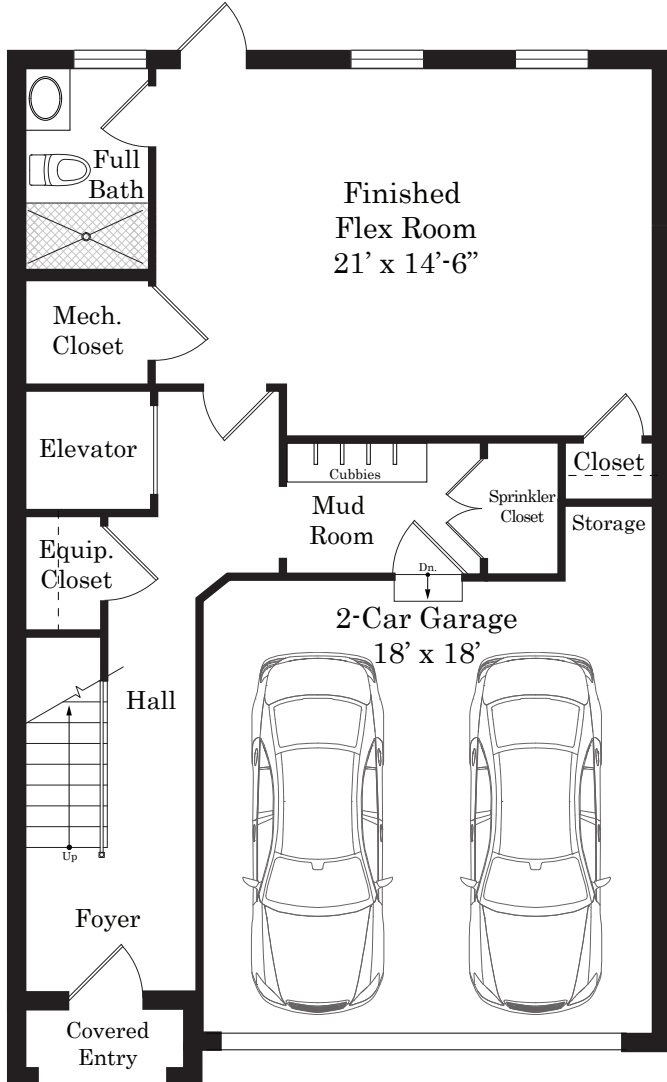 Full
Bath
Finished
Flex Room
21’ x 14’-6”
Mech.
Closet
Elevator
Cubbies
Closet
Mud
Room
Sprinkler
Closet
Storage
Equip.
Closet
Dn.
2-Car Garage
18’ x 18’
Hall
Up
Foyer
Covered
Entry